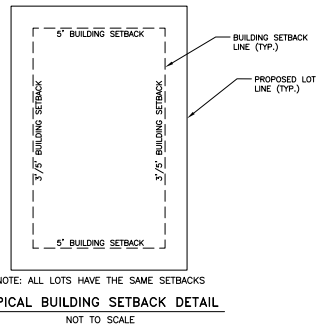 5' BUILDING SETBACK
BUILDING SETBACK
LINE (TYP.)
PROPOSED LOT
LINE (TYP.)
3'/5' BUILDING SETBACK
3'/5' BUILDING SETBACK
5' BUILDING SETBACK
NOTE: ALL LOTS HAVE THE SAME SETBACKS
PICAL BUILDING SETBACK DETAIL
NOT TO SCALE